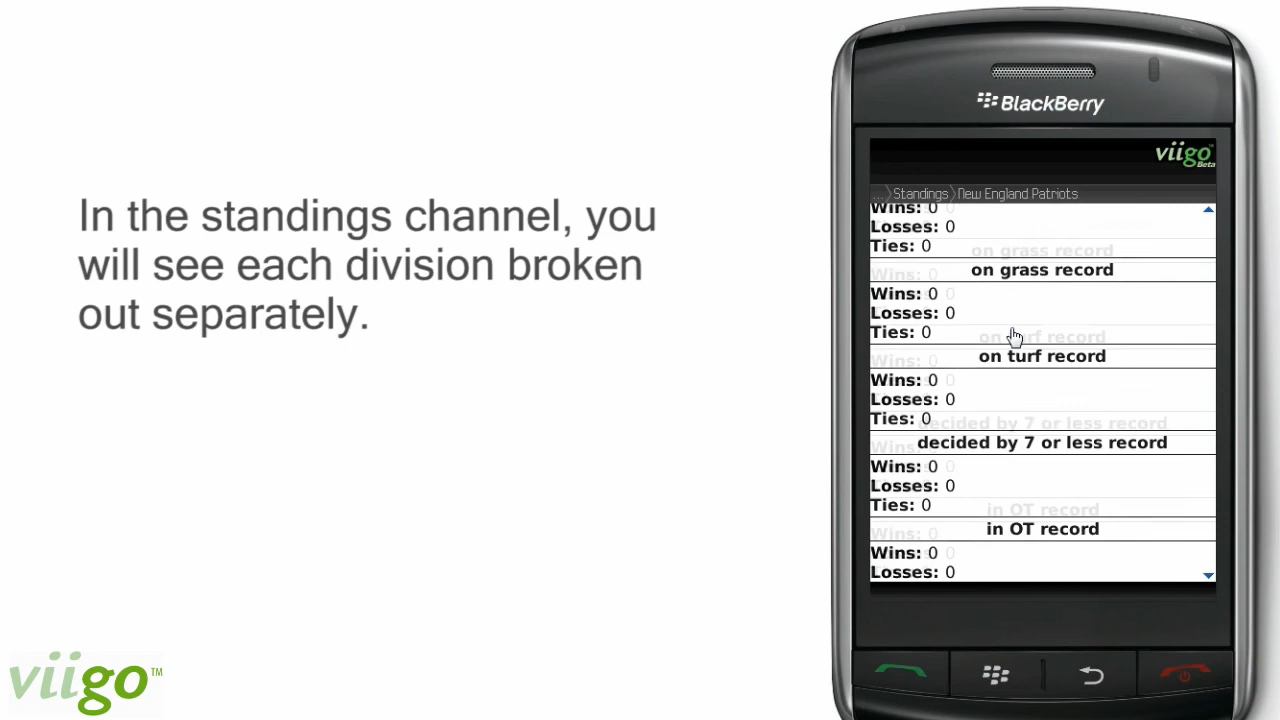 In the standings channel, you
will see each division broken
out separately.
viigo™
BlackBerry
viigo™
Beta
... Standings New England Patriots
Wins: 0
Losses: 0
Ties: 0
on grass record
Wins: 0
Losses: 0
Ties: 0
on turf record
Wins: 0
Losses: 0
Ties: 0
decided by 7 or less record
Wins: 0
Losses: 0
Ties: 0
in OT record
Wins: 0
Losses: 0